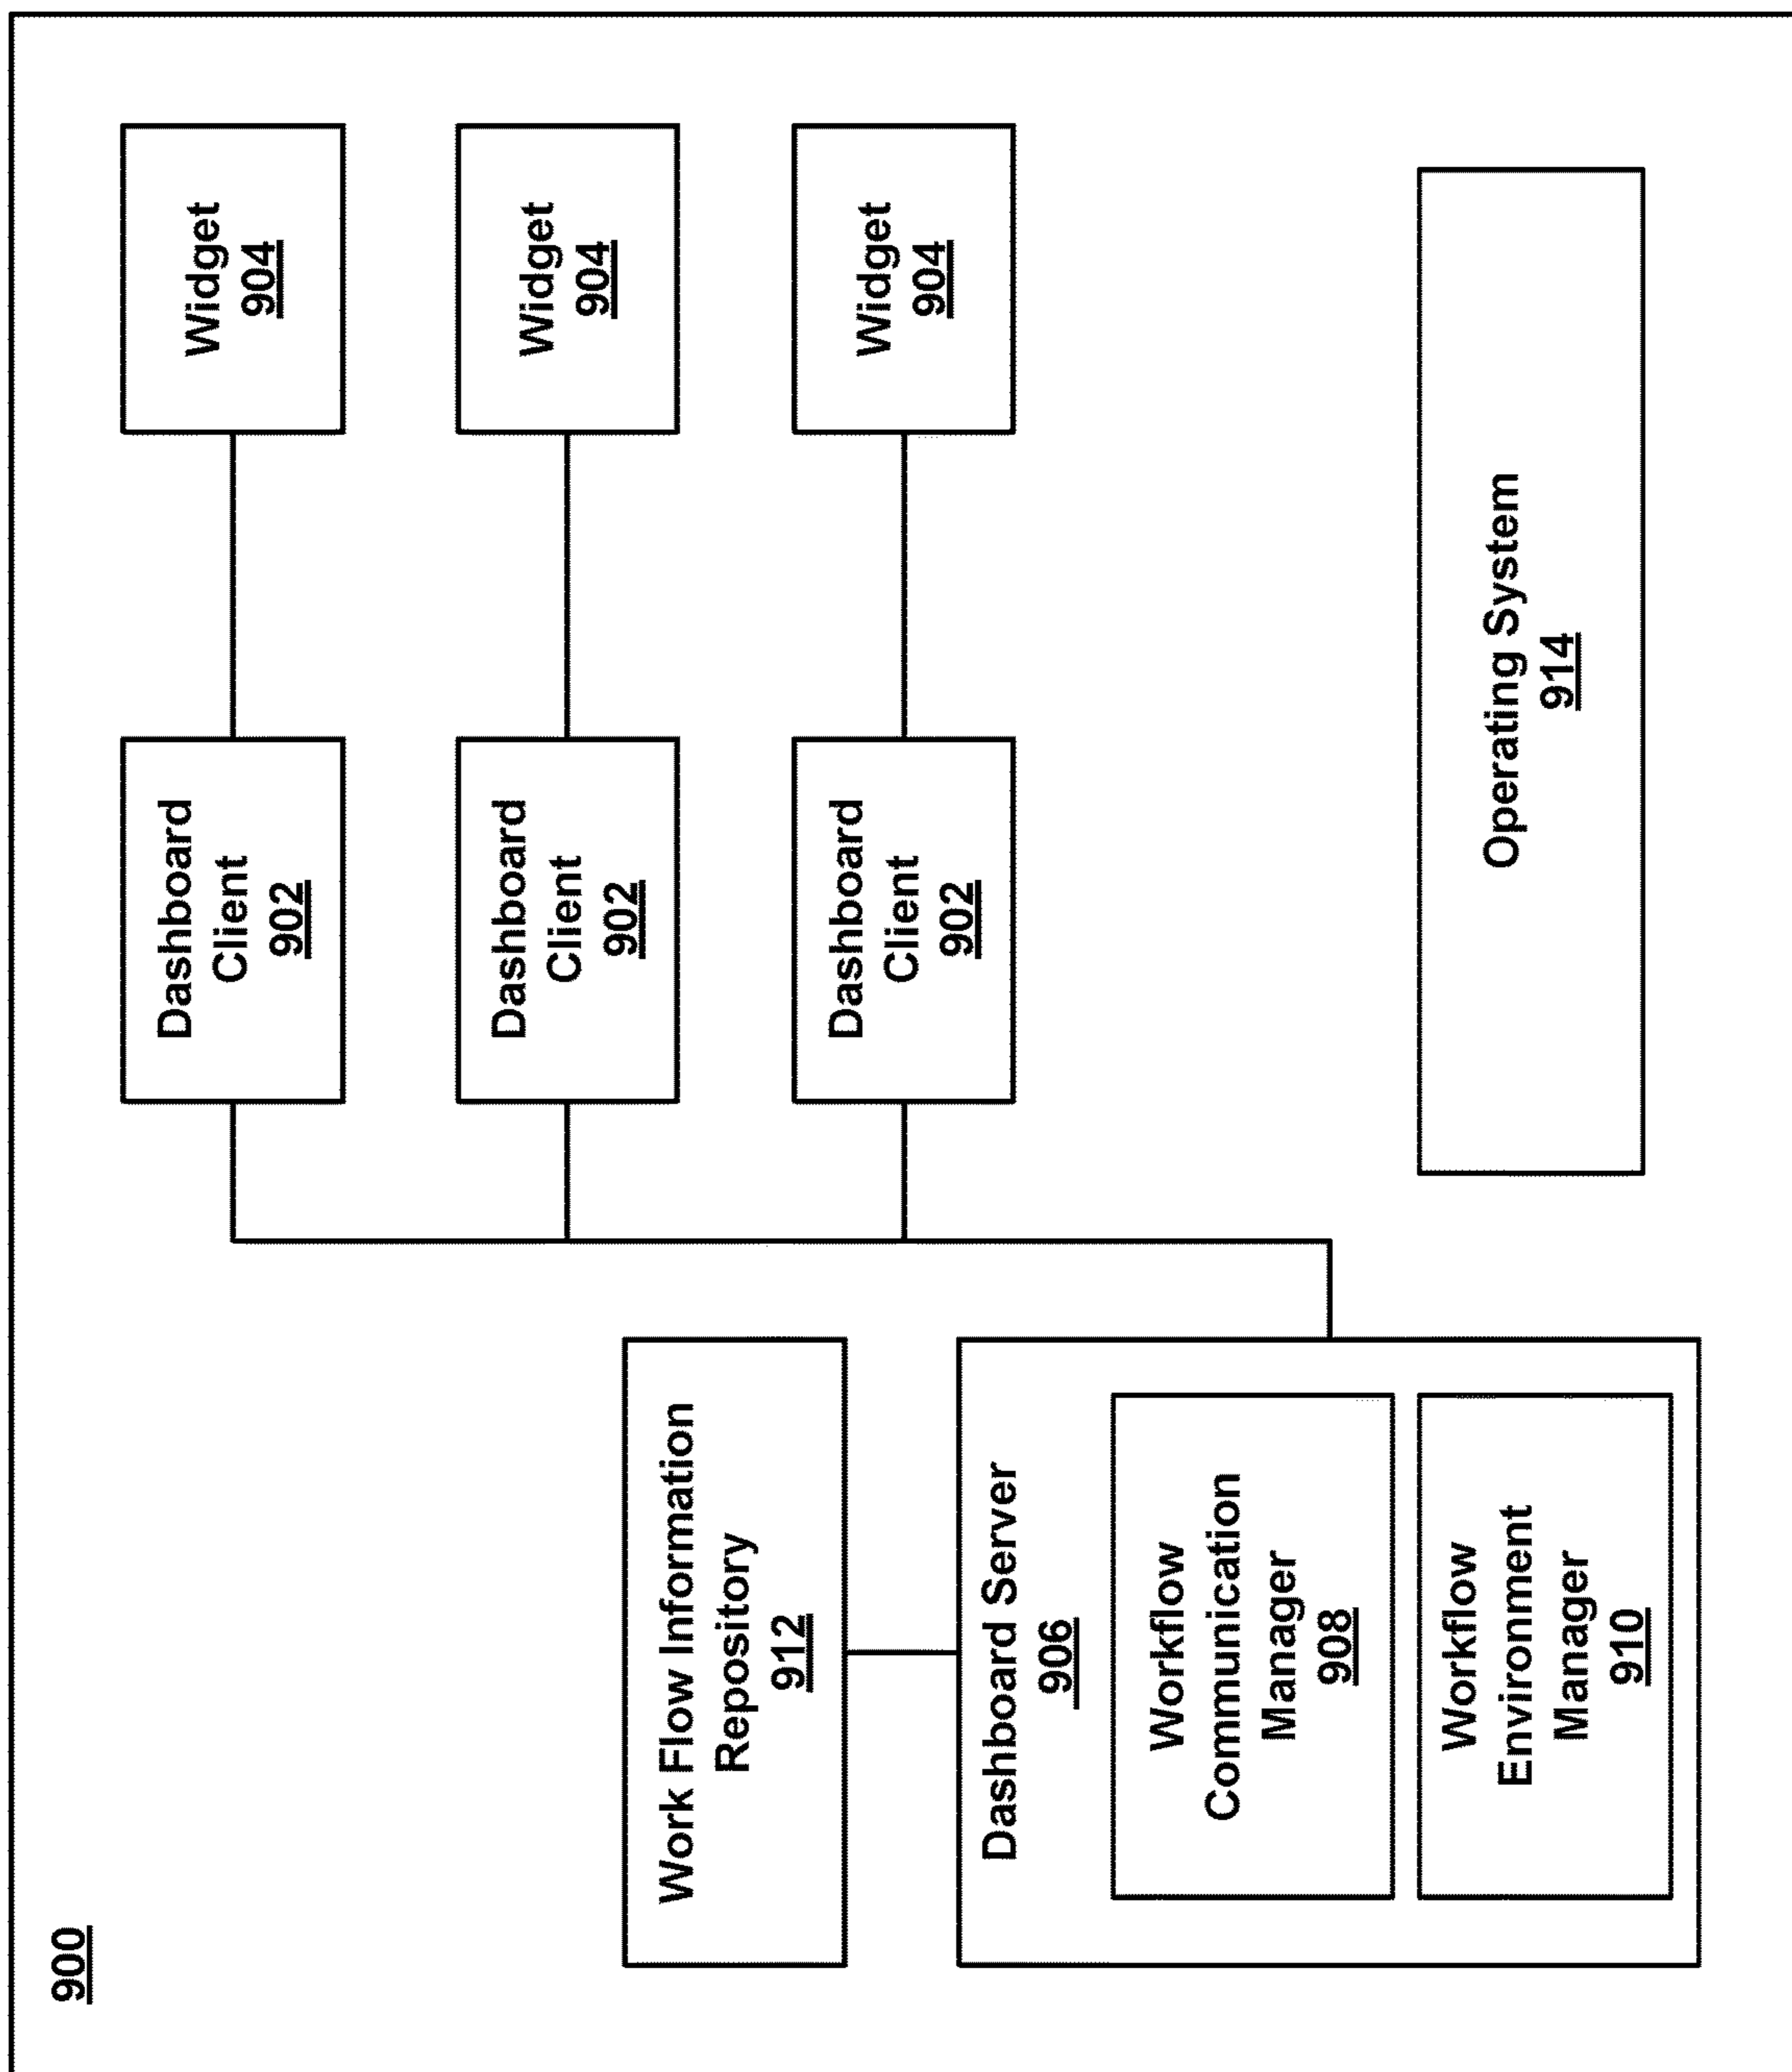 900
Work Flow Information
Repository
912
Dashboard Server
906
Workflow
Communication
Manager
908
Workflow
Environment
Manager
910
Dashboard
Client
902
Dashboard
Client
902
Dashboard
Client
902
Widget
904
Widget
904
Widget
904
Operating System
914